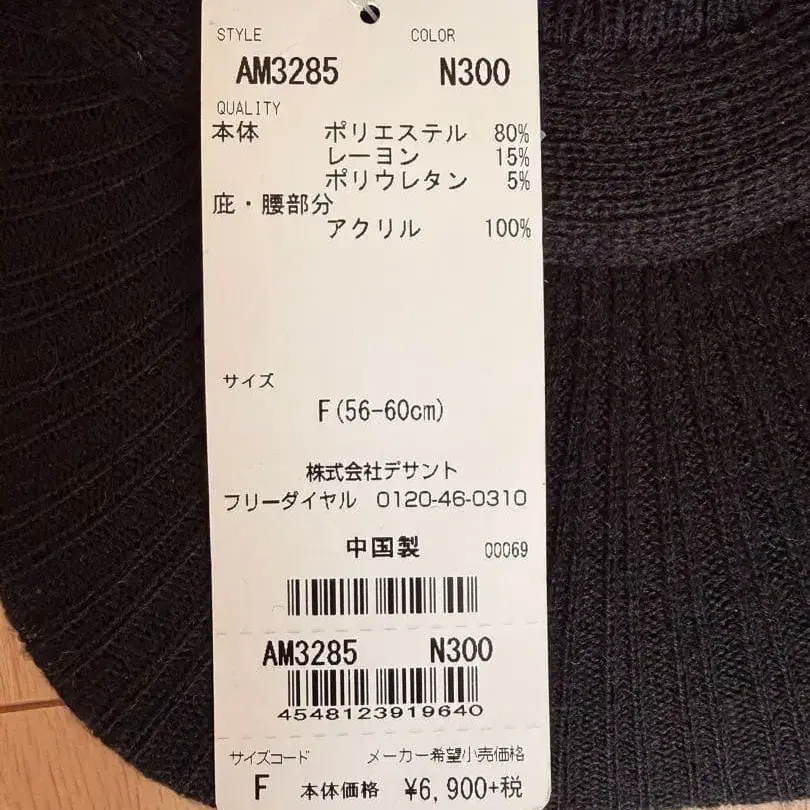 STYLE COLOR
AM3285 N300
QUALITY
本体 ポリエステル 80%
レーヨン 15%
ポリウレタン 5%
庇・腰部分
アクリル 100%
サイズ
F(56-60cm)
株式会社デサント
フリーダイヤル 0120-46-0310
中国製 00069
AM3285 N300
4548123919640
サイズコード メーカー希望小売価格
F 本体価格 ¥6,900+税